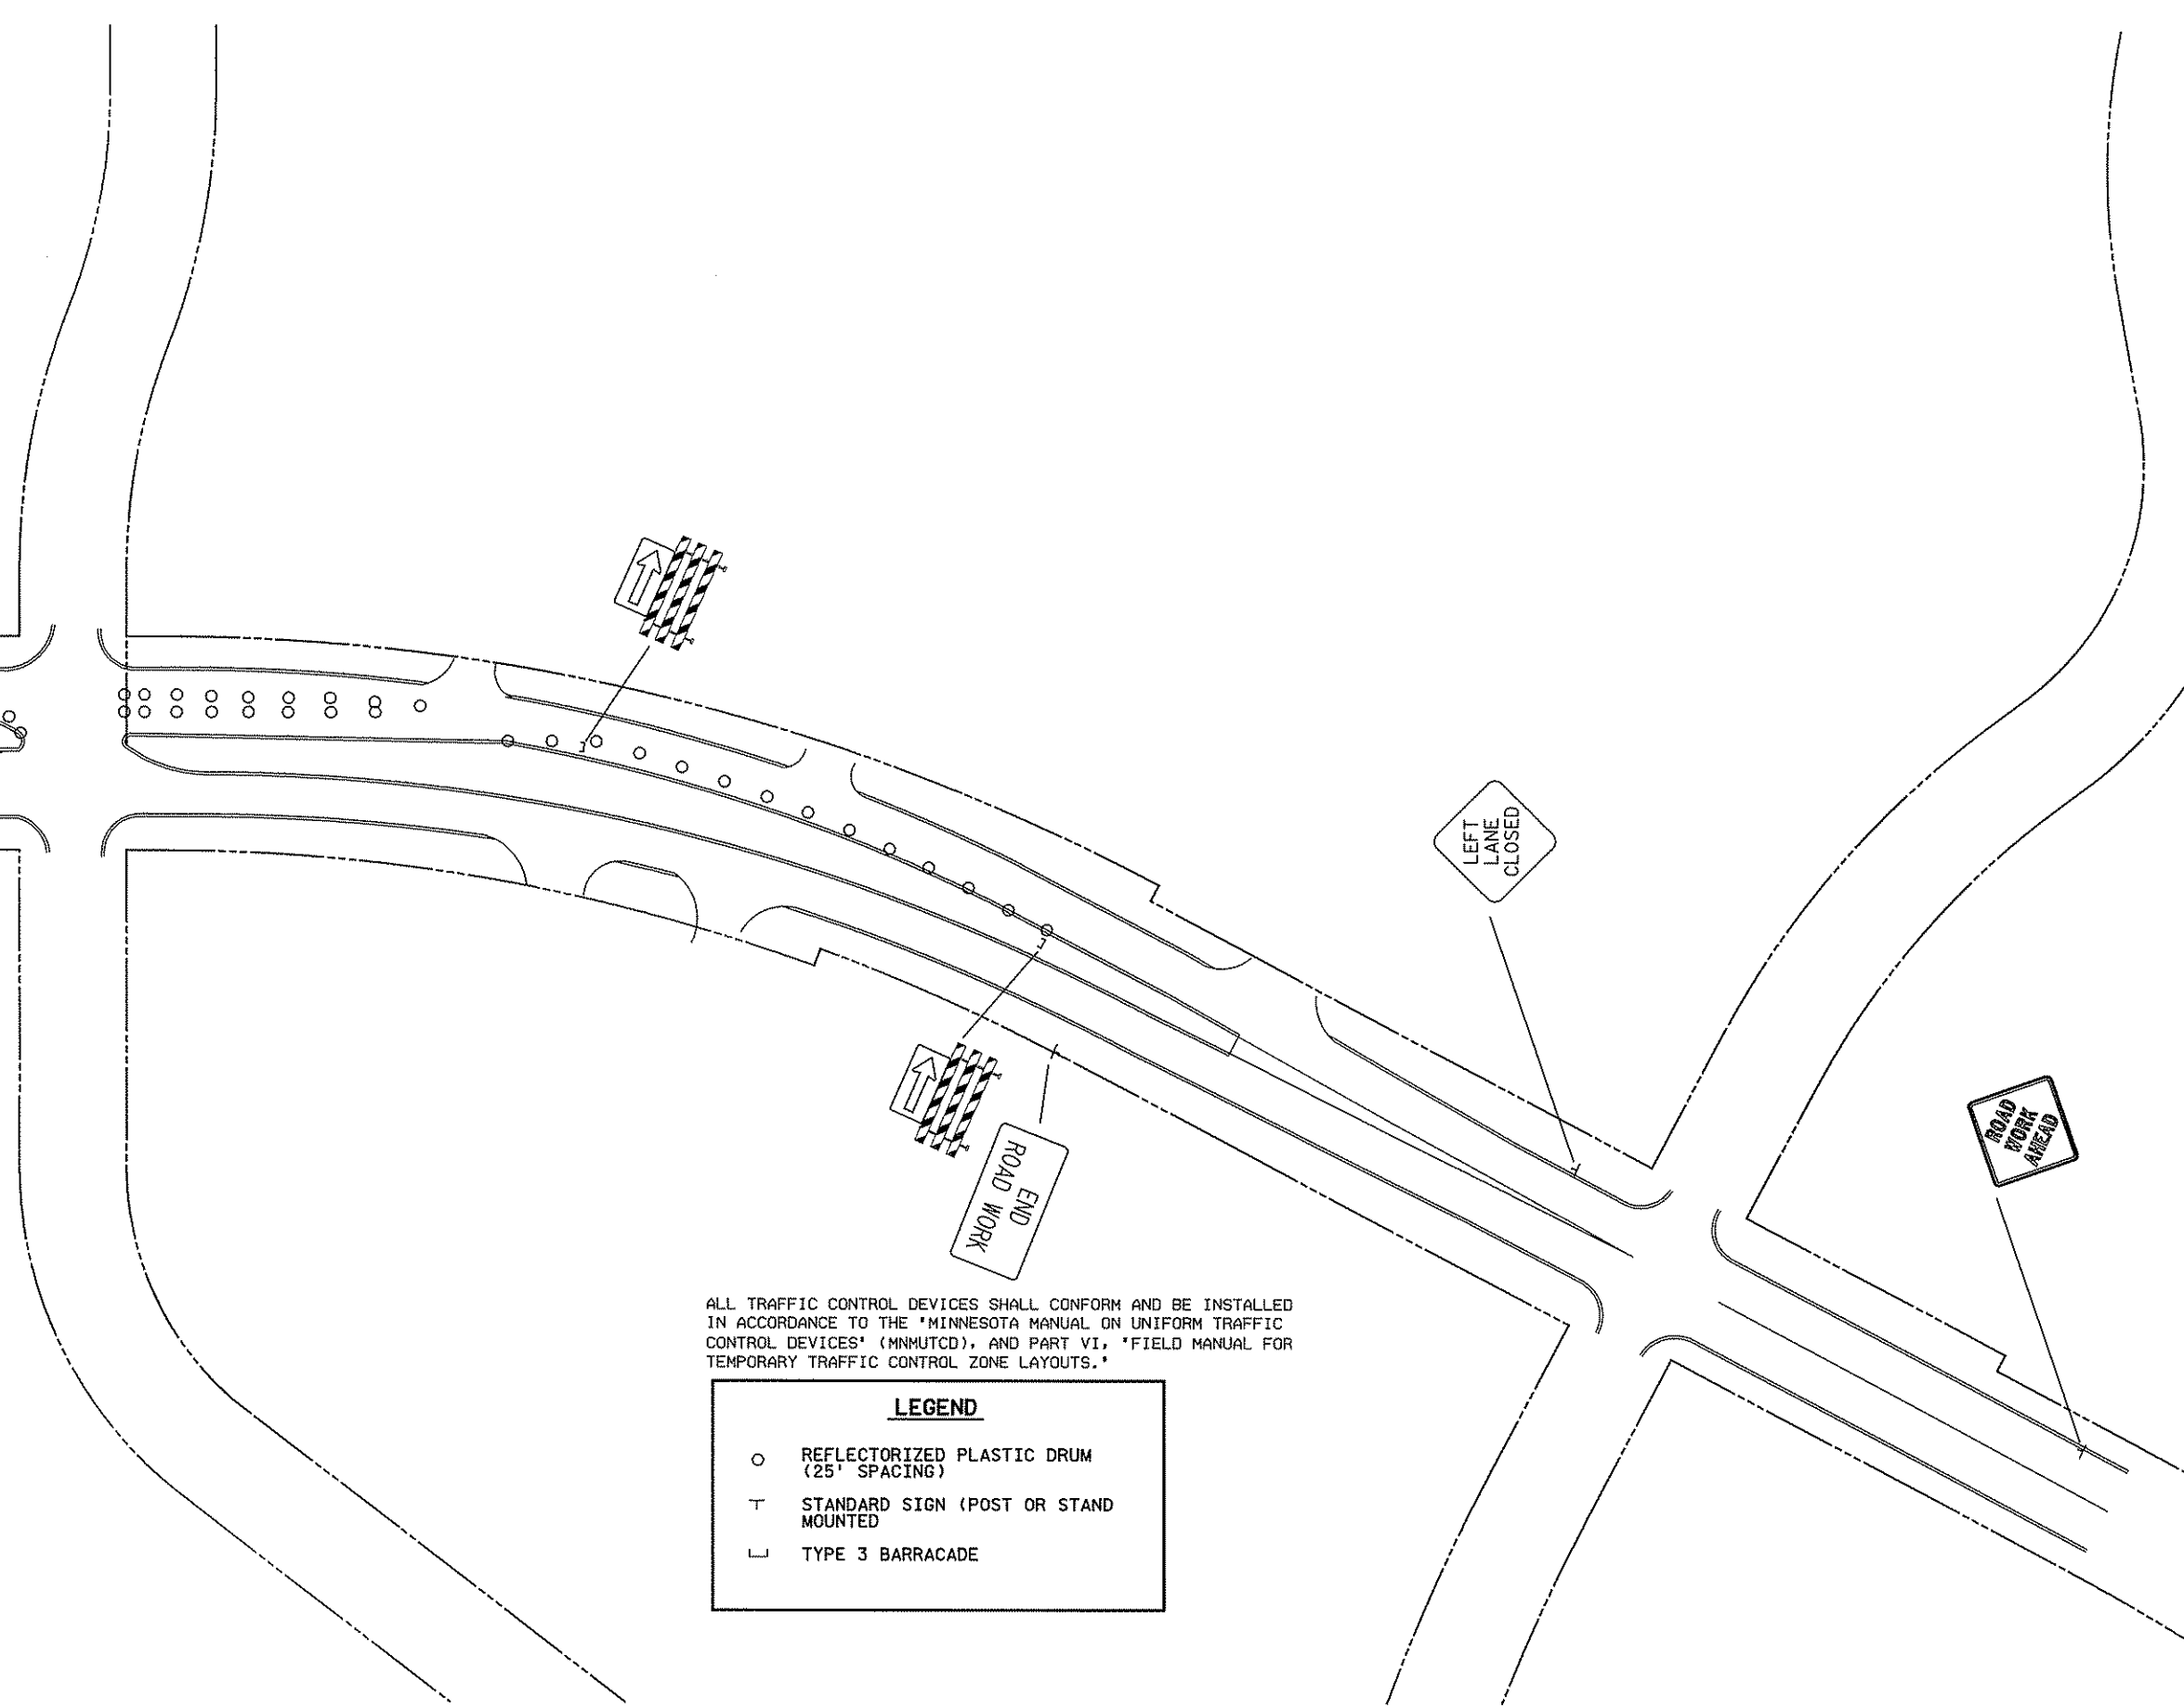 LEFT
LANE
CLOSED
ROAD
WORK
AHEAD
END
ROAD WORK
ALL TRAFFIC CONTROL DEVICES SHALL CONFORM AND BE INSTALLED
IN ACCORDANCE TO THE 'MINNESOTA MANUAL ON UNIFORM TRAFFIC
CONTROL DEVICES' (MNMUTCD), AND PART VI, 'FIELD MANUAL FOR
TEMPORARY TRAFFIC CONTROL ZONE LAYOUTS.'
LEGEND
REFLECTORIZED PLASTIC DRUM
(25' SPACING)
STANDARD SIGN (POST OR STAND
MOUNTED
TYPE 3 BARRACADE